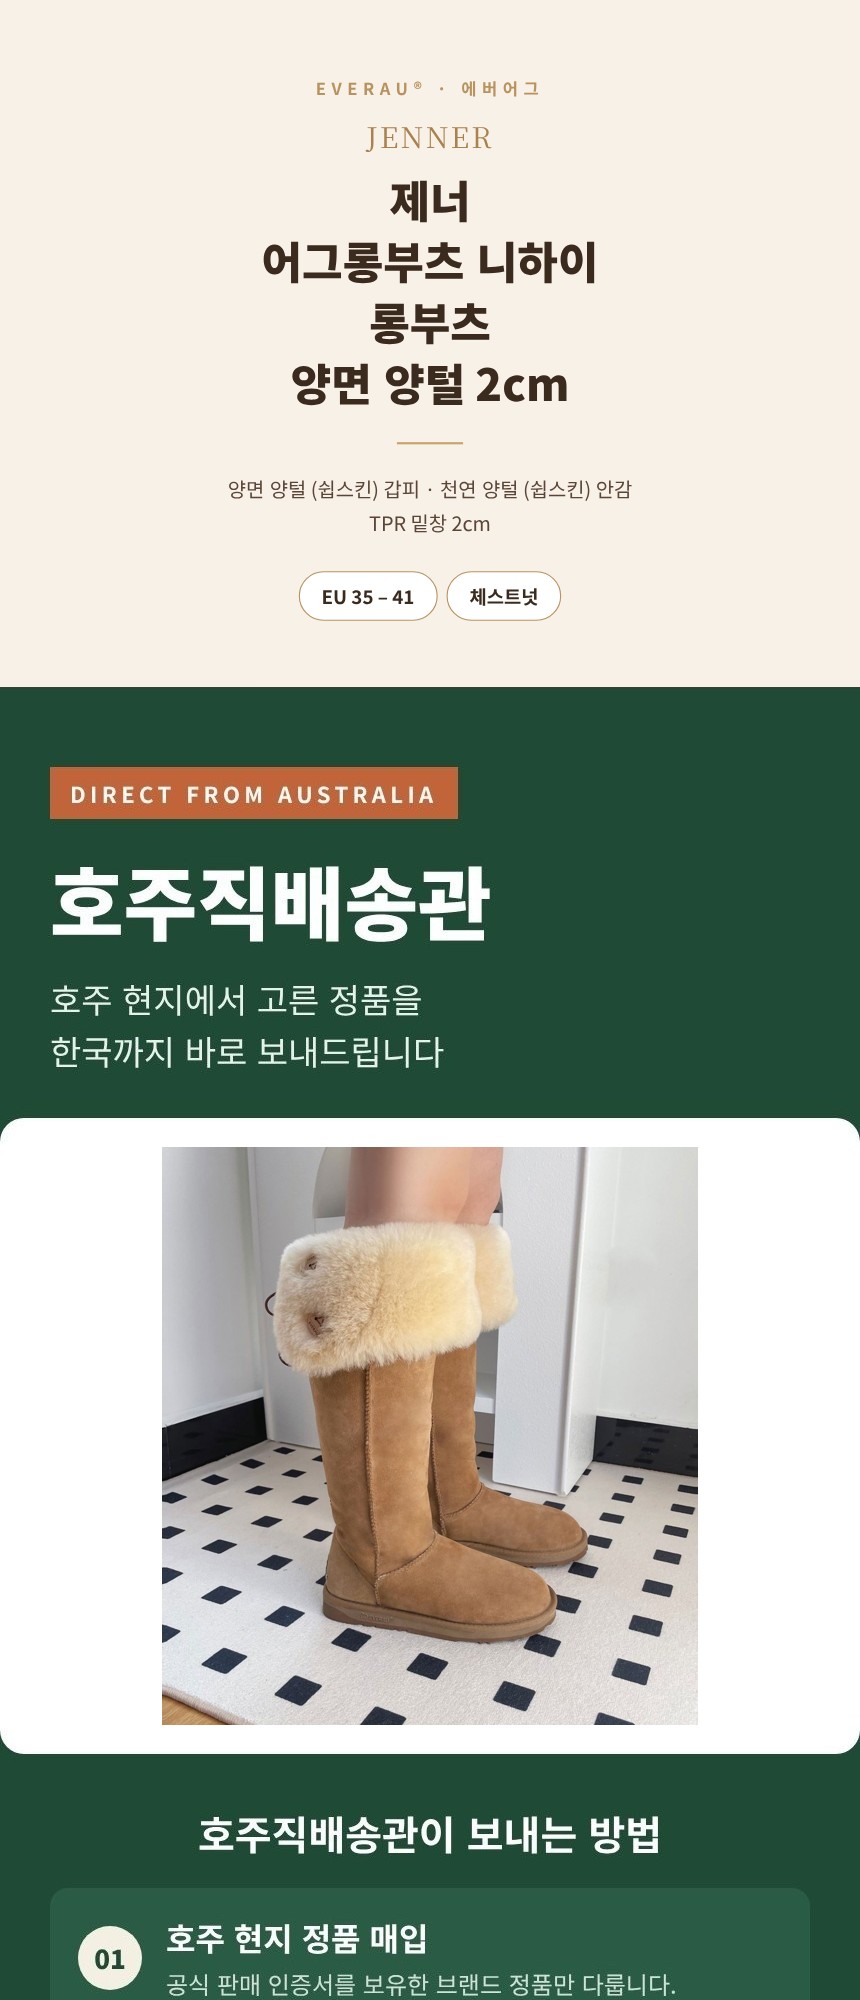 EVERAU® · 에버어그
JENNER
제너
어그롱부츠 니하이
롱부츠
양면 양털 2cm
양면 양털 (쉽스킨) 갑피 · 천연 양털 (쉽스킨) 안감
TPR 밑창 2cm
EU 35 – 41
체스트넛
DIRECT FROM AUSTRALIA
호주직배송관
호주 현지에서 고른 정품을
한국까지 바로 보내드립니다
호주직배송관이 보내는 방법
01
호주 현지 정품 매입
공식 판매 인증서를 보유한 브랜드 정품만 다룹니다.